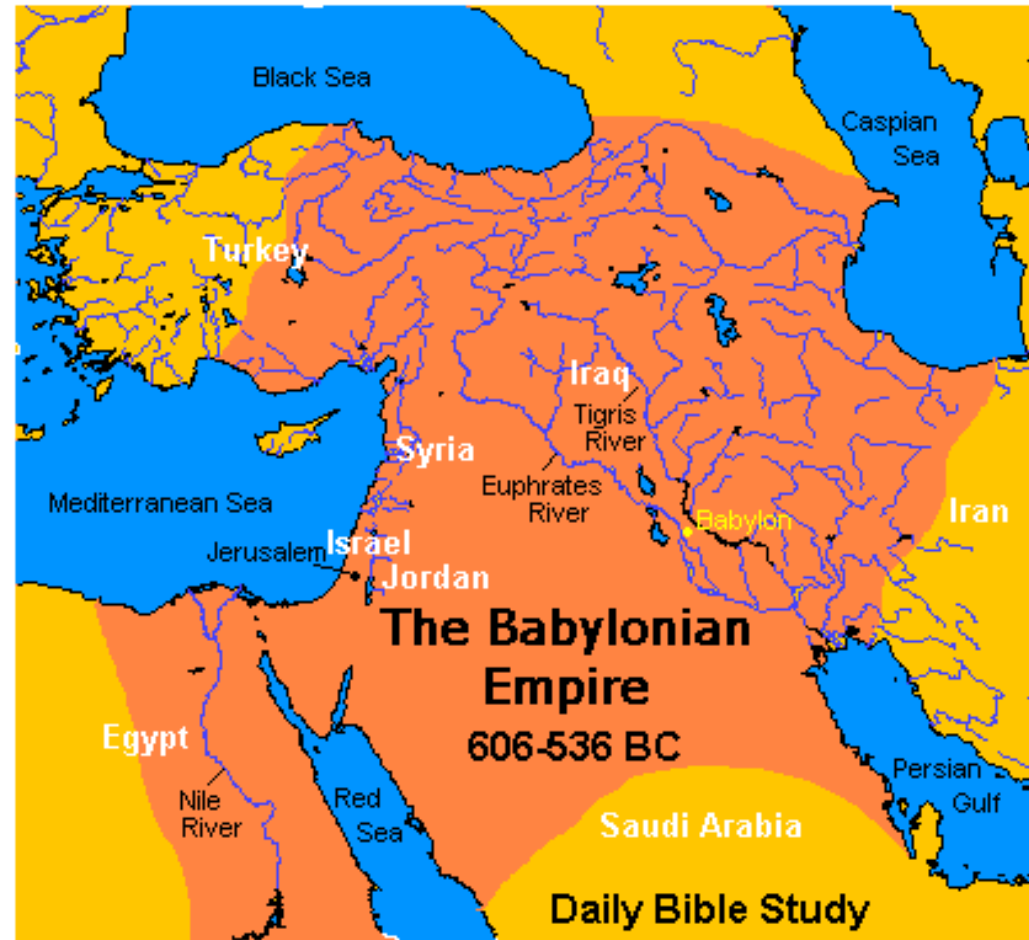 Black Sea
Caspian
Sea
Turkey
Iraq
Tigris
River
Syria
Euphrates
River
Mediterranean Sea
Babylon
Iran
Jerusalem
Israel
Jordan
The Babylonian
Empire
606-536 BC
Egypt
Nile
River
Red
Sea
Persian
Gulf
Saudi Arabia
Daily Bible Study